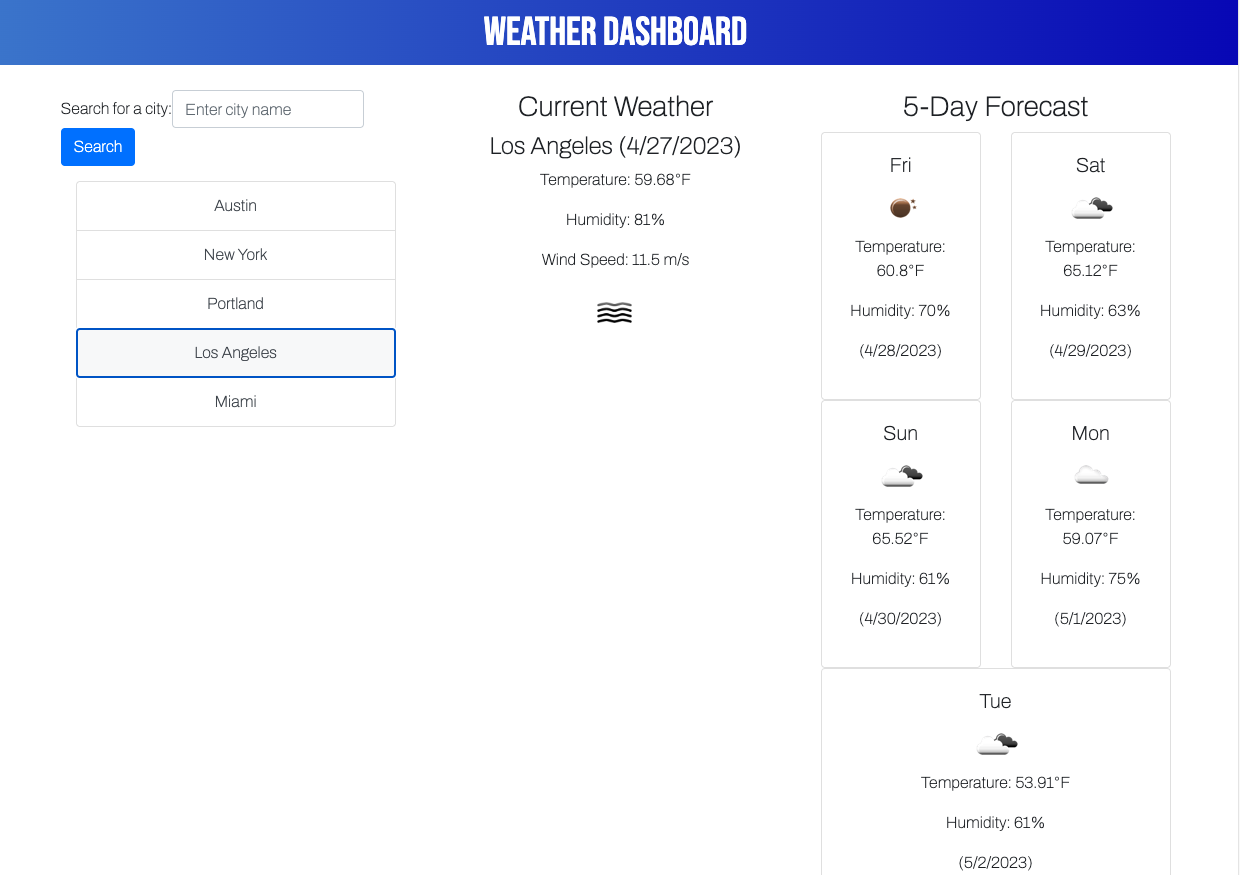 WEATHER DASHBOARD
Search for a city:
Enter city name
Search
Austin
New York
Portland
Los Angeles
Miami
Current Weather
Los Angeles (4/27/2023)
Temperature: 59.68°F
Humidity: 81%
Wind Speed: 11.5 m/s
5-Day Forecast
Fri
Temperature:
60.8°F
Humidity: 70%
(4/28/2023)
Sat
Temperature:
65.12°F
Humidity: 63%
(4/29/2023)
Sun
Temperature:
65.52°F
Humidity: 61%
(4/30/2023)
Mon
Temperature:
59.07°F
Humidity: 75%
(5/1/2023)
Tue
Temperature: 53.91°F
Humidity: 61%
(5/2/2023)